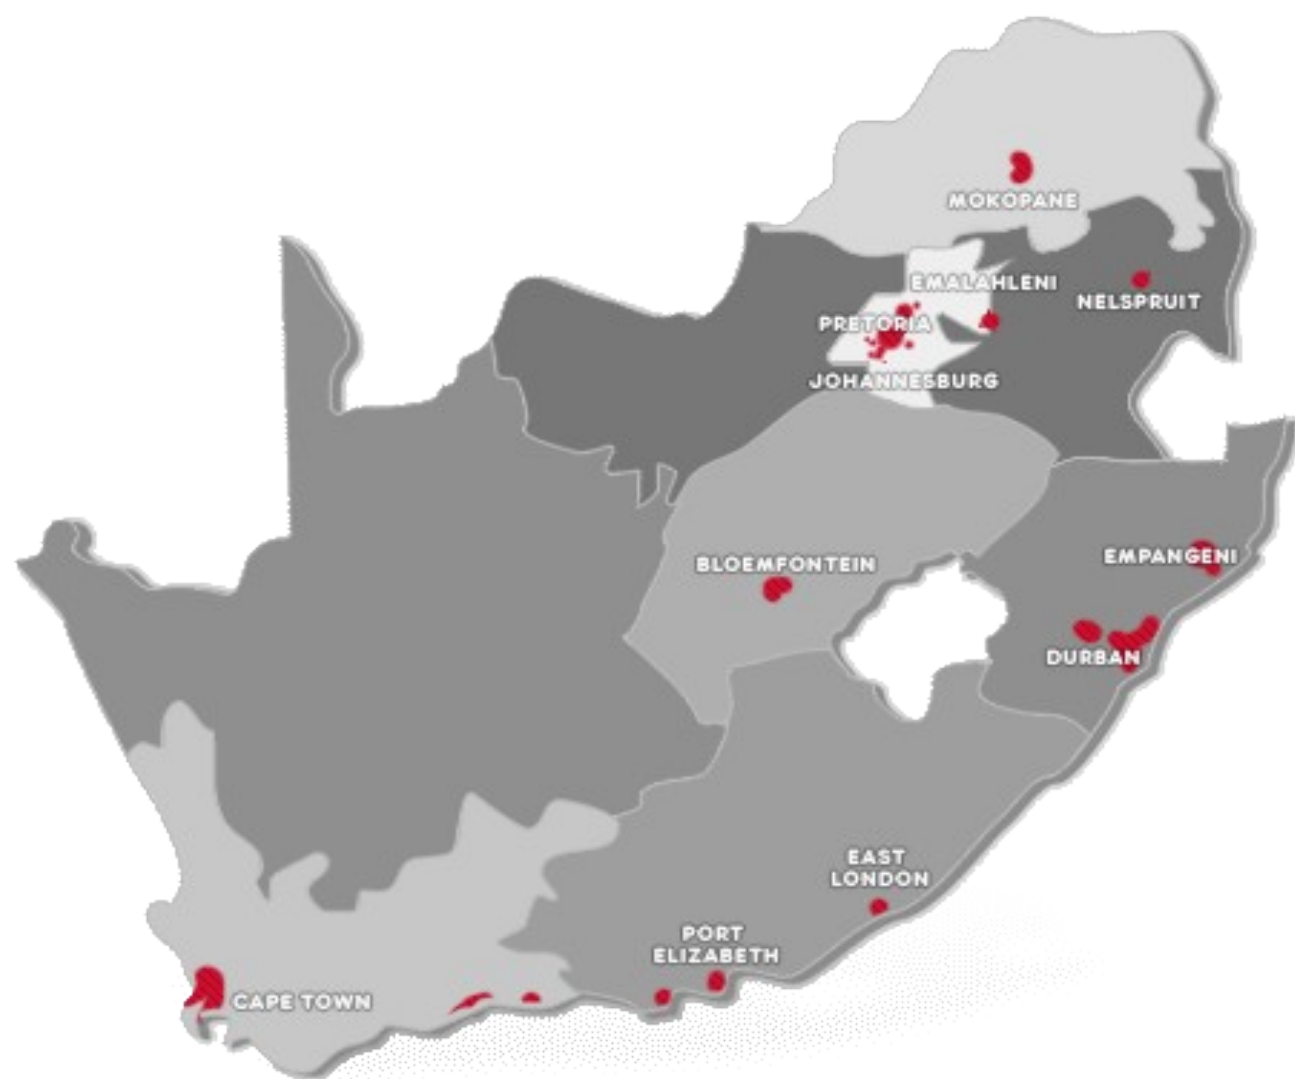 MOKOPANE
EMALAHLENI
NELSPRUIT
PRETORIA
JOHANNESBURG
EMPANGENI
BLOEMFONTEIN
DURBAN
EAST
LONDON
PORT
ELIZABETH
CAPE TOWN